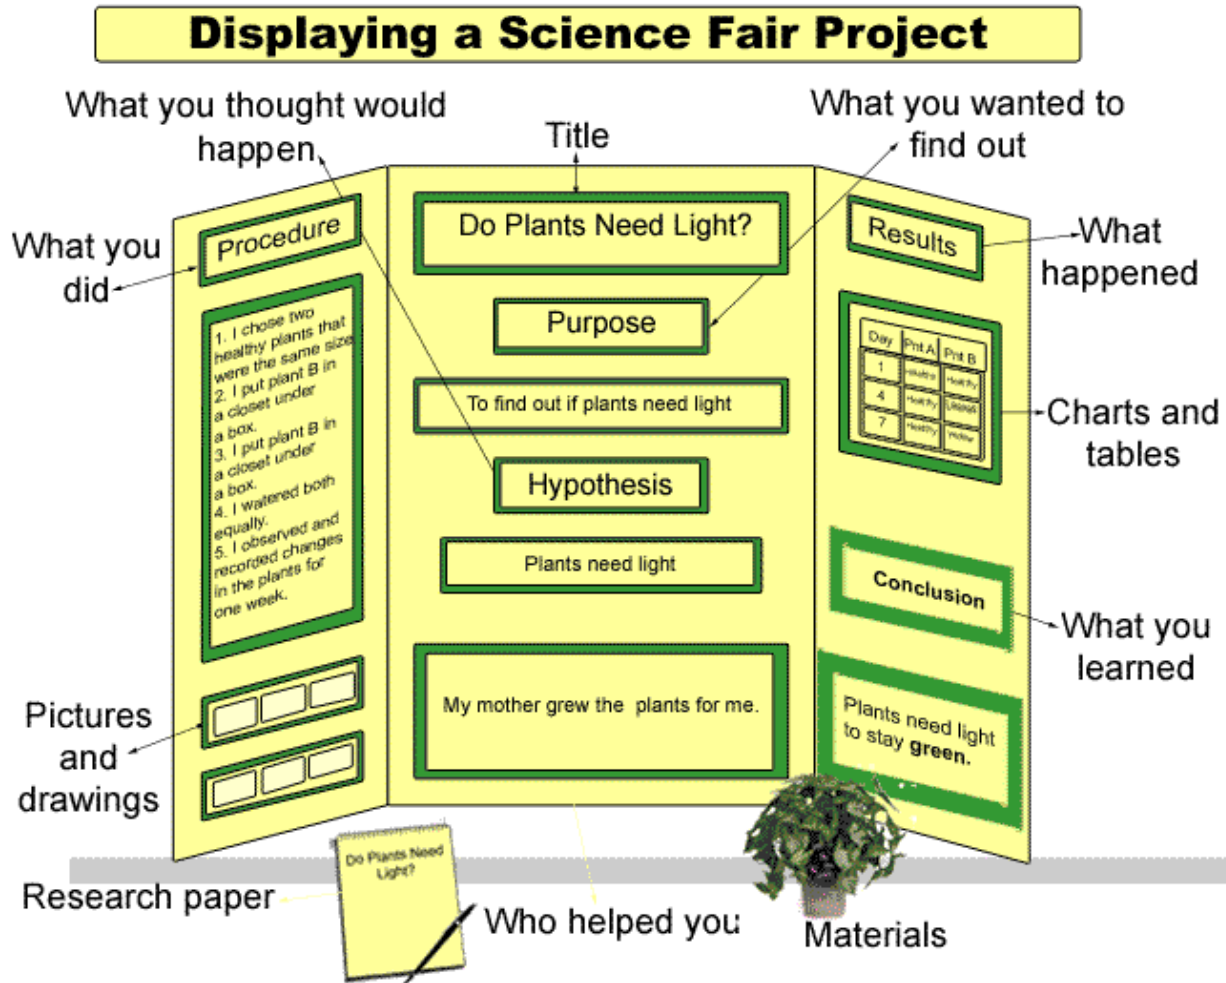 Displaying a Science Fair Project
What you thought would
happen
Title
What you wanted to
find out
What you
did
Procedure
1. I chose two
healthy plants that
were the same size
2. I put plant B in
a closet under
a box.
3. I put plant B in
a closet under
a box.
4. I watered both
equally.
5. I observed and
recorded changes
in the plants for
one week.
Pictures
and
drawings
Do Plants Need Light?
Purpose
To find out if plants need light
Hypothesis
Plants need light
My mother grew the  plants for me.
Results
What
happened
Day Pnt A Pnt B
1 Healthy
4 Healthy
7 Healthy Yellow
Charts and
tables
Conclusion
What you
learned
Plants need light
to stay green.
Research paper
Do Plants Need
Light?
Who helped you:
Materials